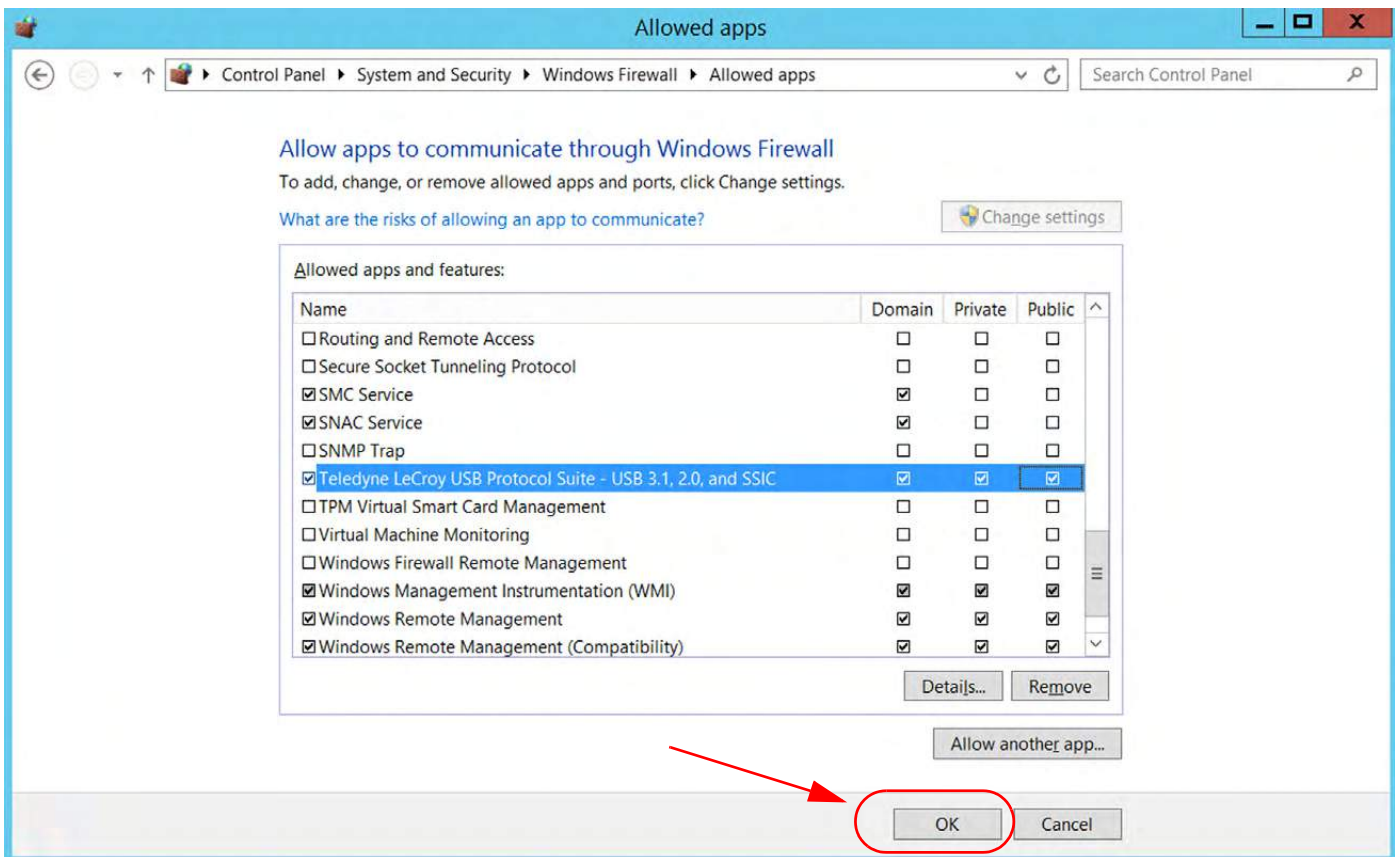 Allowed apps
Control Panel System and Security Windows Firewall Allowed apps Search Control Panel
Allow apps to communicate through Windows Firewall
To add, change, or remove allowed apps and ports, click Change settings.
What are the risks of allowing an app to communicate? Change settings
Allowed apps and features:
Name Domain Private Public
Routing and Remote Access
Secure Socket Tunneling Protocol
SMC Service
SNAC Service
SNMP Trap
Teledyne LeCroy USB Protocol Suite - USB 3.1, 2.0, and SSIC
TPM Virtual Smart Card Management
Virtual Machine Monitoring
Windows Firewall Remote Management
Windows Management Instrumentation (WMI)
Windows Remote Management
Windows Remote Management (Compatibility)
Details... Remove
Allow another app...
OK Cancel